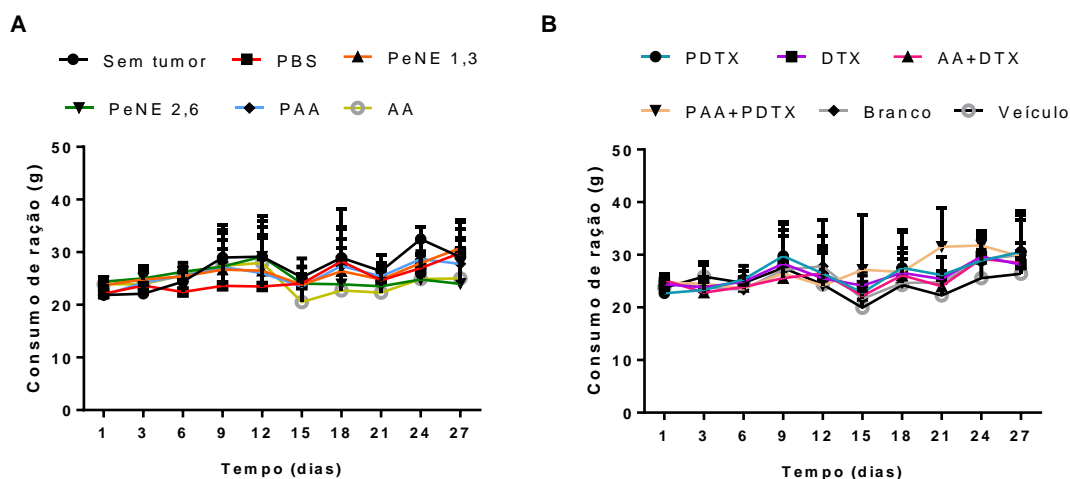 A
Sem tumor PBS PeNE 1,3
PeNE 2,6 PAA AA
50
40
30
20
10
0
Consumo de ração (g)
1 3 6 9 12 15 18 21 24 27
Tempo (dias)
B
PDTX DTX AA+DTX
PAA+PDTX Branco Veículo
50
40
30
20
10
0
Consumo de ração (g)
1 3 6 9 12 15 18 21 24 27
Tempo (dias)